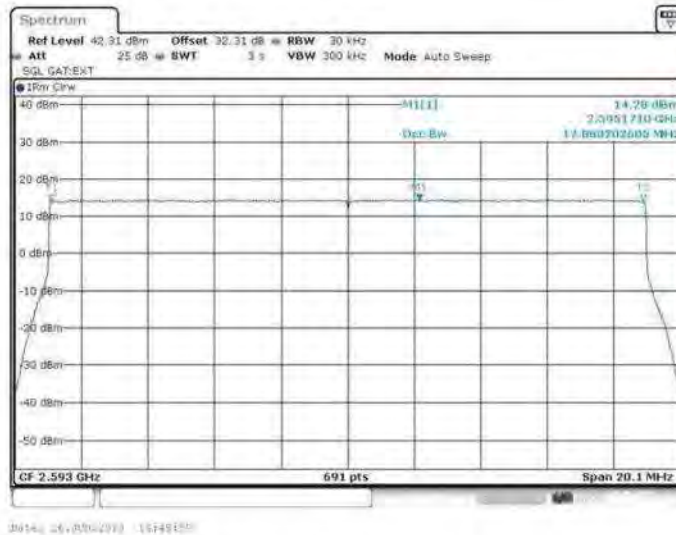 Spectrum
Ref Level 42.31 dBm Offset 32.31 dB RBW 30 kHz
Att 25 dB SWT 3 s VBW 300 kHz Mode Auto Sweep
SGL GAT:EXT
1Rm Clrw
40 dBm
M1[1] 14.28 dBm
GHz
30 dBm
Occ Bw MHz
20 dBm
M1
10 dBm
0 dBm
-10 dBm
-20 dBm
-30 dBm
-40 dBm
-50 dBm
CF 2.593 GHz 691 pts Span 20.1 MHz